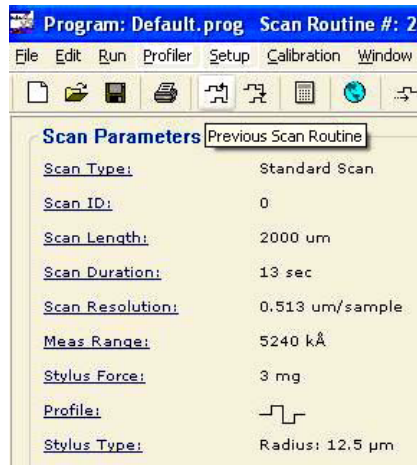 Program: Default.prog Scan Routine #: 2
File Edit Run Profiler Setup Calibration Window
Previous Scan Routine
Scan Parameters
Scan Type: Standard Scan
Scan ID: 0
Scan Length: 2000 um
Scan Duration: 13 sec
Scan Resolution: 0.513 um/sample
Meas Range: 5240 kÅ
Stylus Force: 3 mg
Profile:
Stylus Type: Radius: 12.5 µm